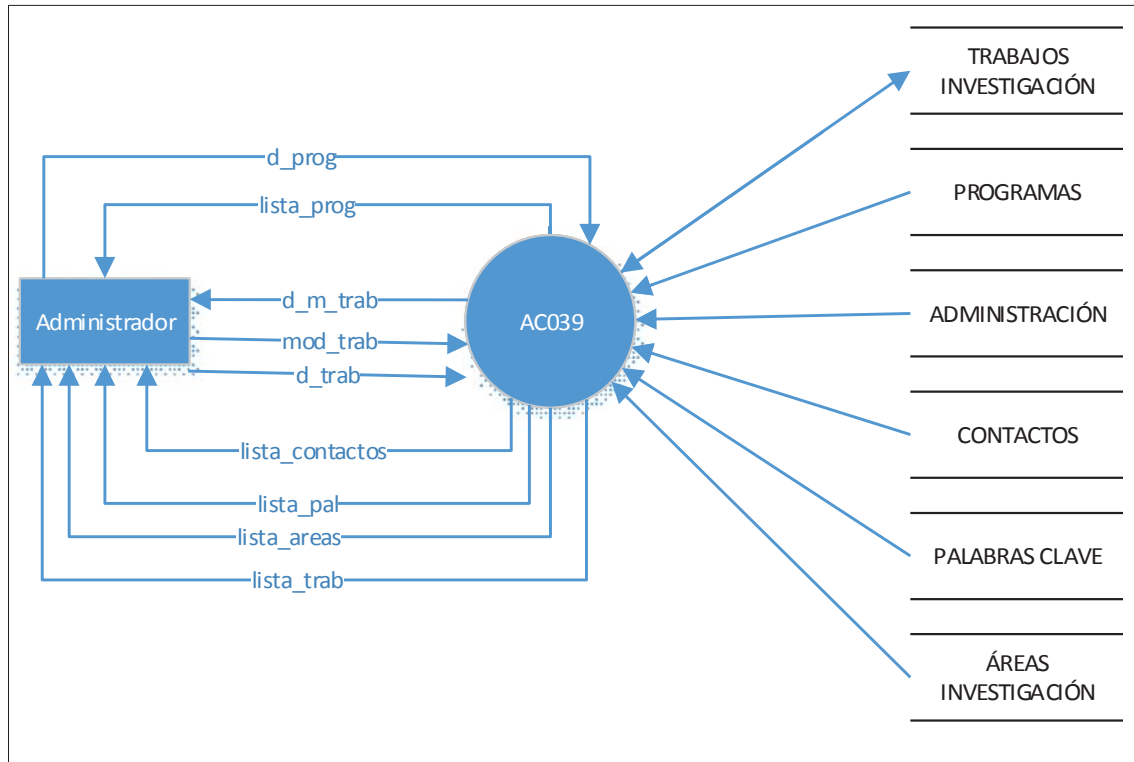 TRABAJOS
INVESTIGACIÓN
d_prog
lista_prog
PROGRAMAS
d_m_trab
Administrador
AC039
ADMINISTRACIÓN
mod_trab
d_trab
lista_contactos
CONTACTOS
lista_pal
lista_areas
PALABRAS CLAVE
lista_trab
ÁREAS
INVESTIGACIÓN